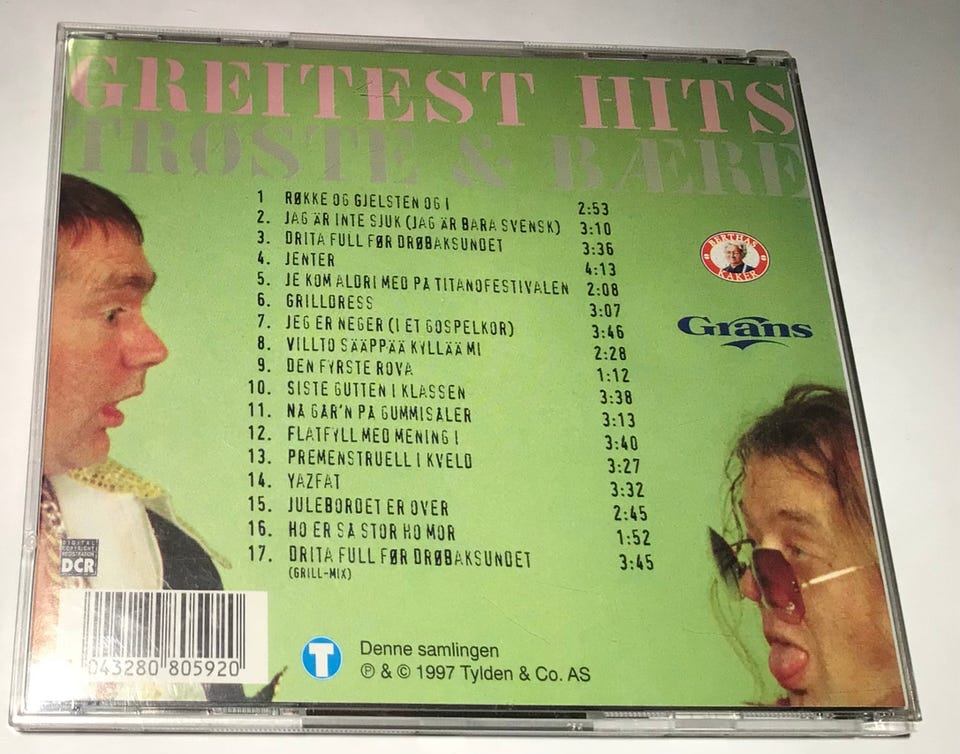 GREITEST HITS
TRØSTE & BÆRE
1 RØKKE OG GJELSTEN OG I 2:53
2. JAG ÄR INTE SJUK (JAG ÄR BARA SVENSK) 3:10
3. DRITA FULL FØR DRØBAKSUNDET 3:36
4. JENTER 4:13
5. JE KOM ALDRI MED PÅ TITANOFESTIVALEN 2:08
6. GRILLDRESS 3:07
7. JEG ER NEGER (I ET GOSPELKOR) 3:46
8. VILLTO SÄÄPPÄÄ KYLLÄÄ MI 2:28
9. DEN FYRSTE ROVA 1:12
10. SISTE GUTTEN I KLASSEN 3:38
11. NÅ GÅR'N PÅ GUMMISÅLER 3:13
12. FLATFYLL MED MENING I 3:40
13. PREMENSTRUELL I KVELD 3:27
14. YAZFAT 3:32
15. JULEBORDET ER OVER 2:45
16. HO ER SÅ STOR HO MOR 1:52
17. DRITA FULL FØR DRØBAKSUNDET 3:45
(GRILL-MIX)
BERTHAS
KAKER
Grans
DIGITAL
COPYRIGHT
REGISTRATION
DCR
7 043280 805920
T
Denne samlingen
℗ & © 1997 Tylden & Co. AS